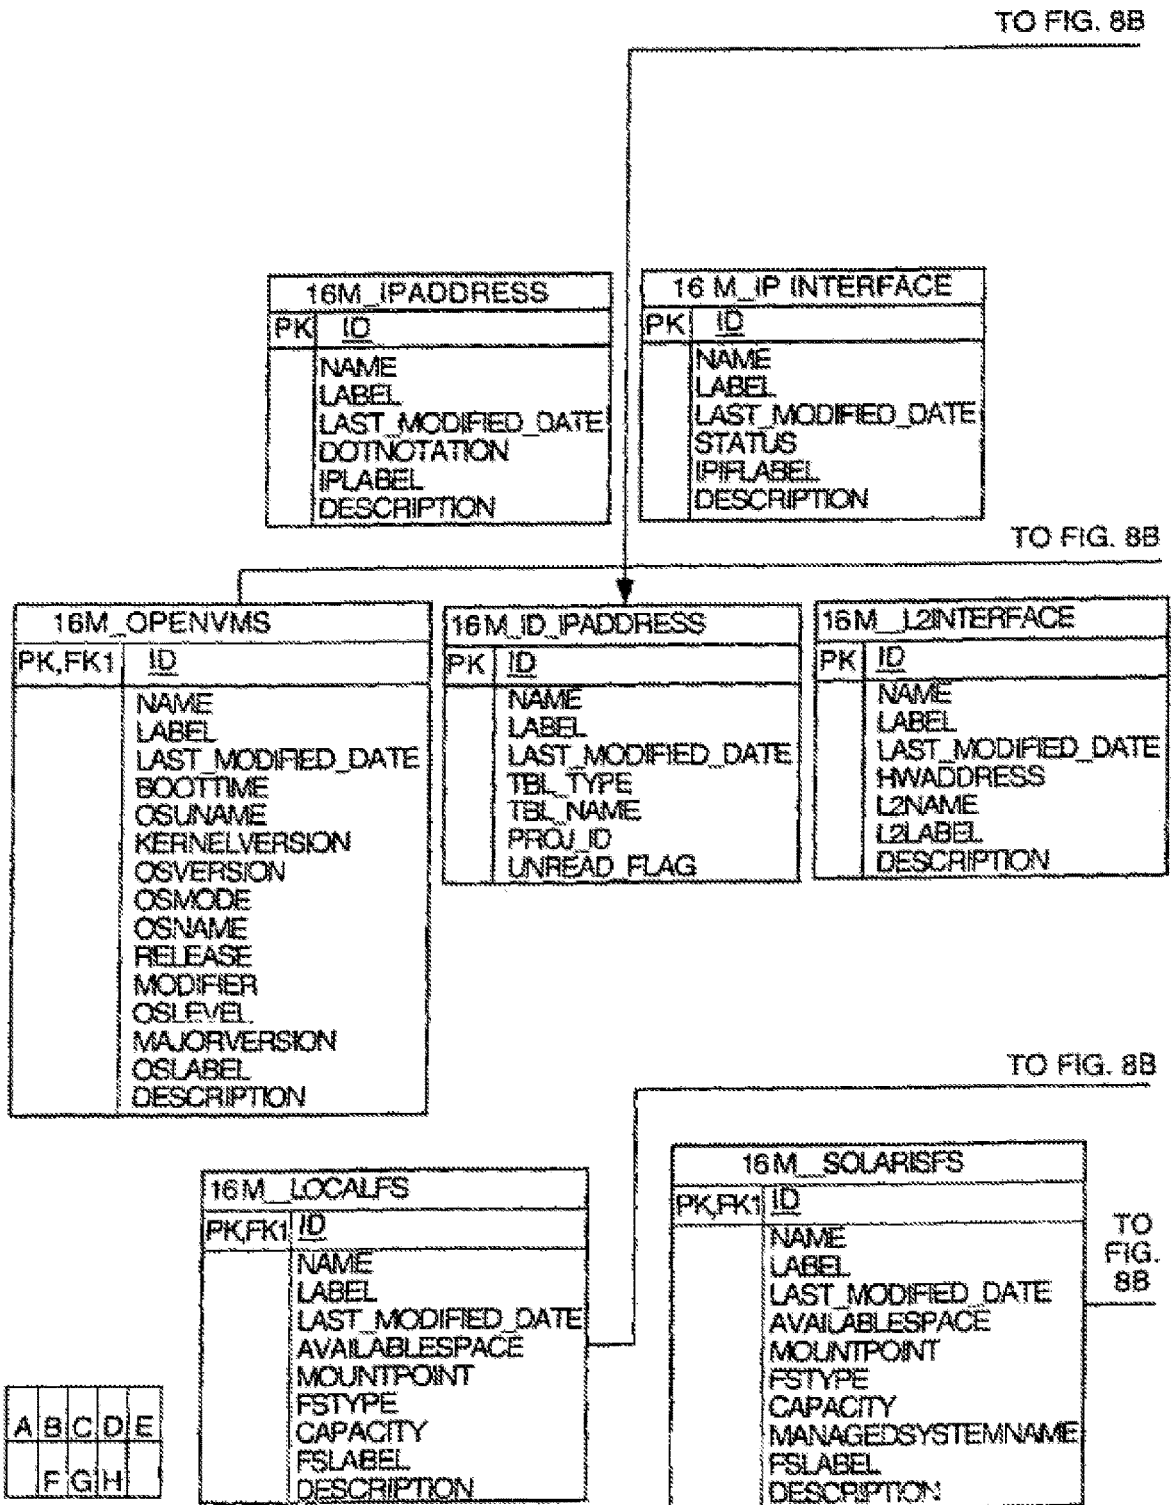 TO FIG. 8B
16M_IPADDRESS
PK ID
NAME
LABEL
LAST_MODIFIED_DATE
DOTNOTATION
IPLABEL
DESCRIPTION
16 M_IP INTERFACE
PK ID
NAME
LABEL
LAST_MODIFIED_DATE
STATUS
IPIFLABEL
DESCRIPTION
TO FIG. 8B
16M_OPENVMS
PK,FK1 ID
NAME
LABEL
LAST_MODIFIED_DATE
BOOTTIME
OSUNAME
KERNELVERSION
OSVERSION
OSMODE
OSNAME
RELEASE
MODIFIER
OSLEVEL
MAJORVERSION
OSLABEL
DESCRIPTION
16M_ID_IPADDRESS
PK ID
NAME
LABEL
LAST_MODIFIED_DATE
TBL_TYPE
TBL_NAME
PROJ_ID
UNREAD_FLAG
16M_L2INTERFACE
PK ID
NAME
LABEL
LAST_MODIFIED_DATE
HWADDRESS
L2NAME
L2LABEL
DESCRIPTION
TO FIG. 8B
16M_LOCALFS
PK,FK1 ID
NAME
LABEL
LAST_MODIFIED_DATE
AVAILABLESPACE
MOUNTPOINT
FSTYPE
CAPACITY
FSLABEL
DESCRIPTION
16M_SOLARISFS
PK,FK1 ID
NAME
LABEL
LAST_MODIFIED_DATE
AVAILABLESPACE
MOUNTPOINT
FSTYPE
CAPACITY
MANAGEDSYSTEMNAME
FSLABEL
DESCRIPTION
TO
FIG.
8B
A B C D E
F G H